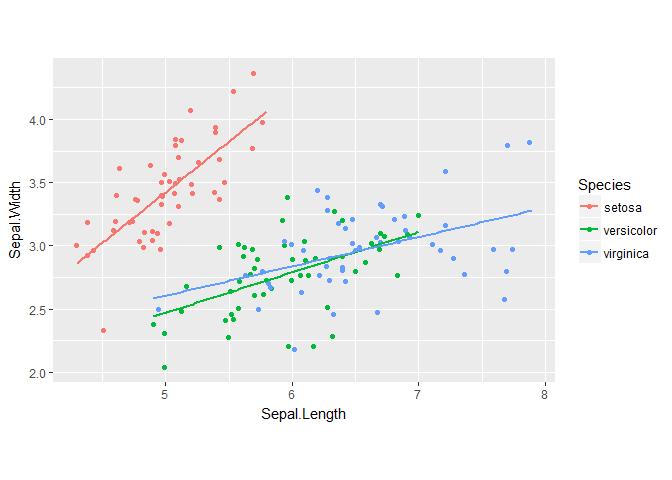 4.0
3.5
3.0
2.5
2.0
Sepal.Width
5
6
7
8
Sepal.Length
Species
setosa
versicolor
virginica